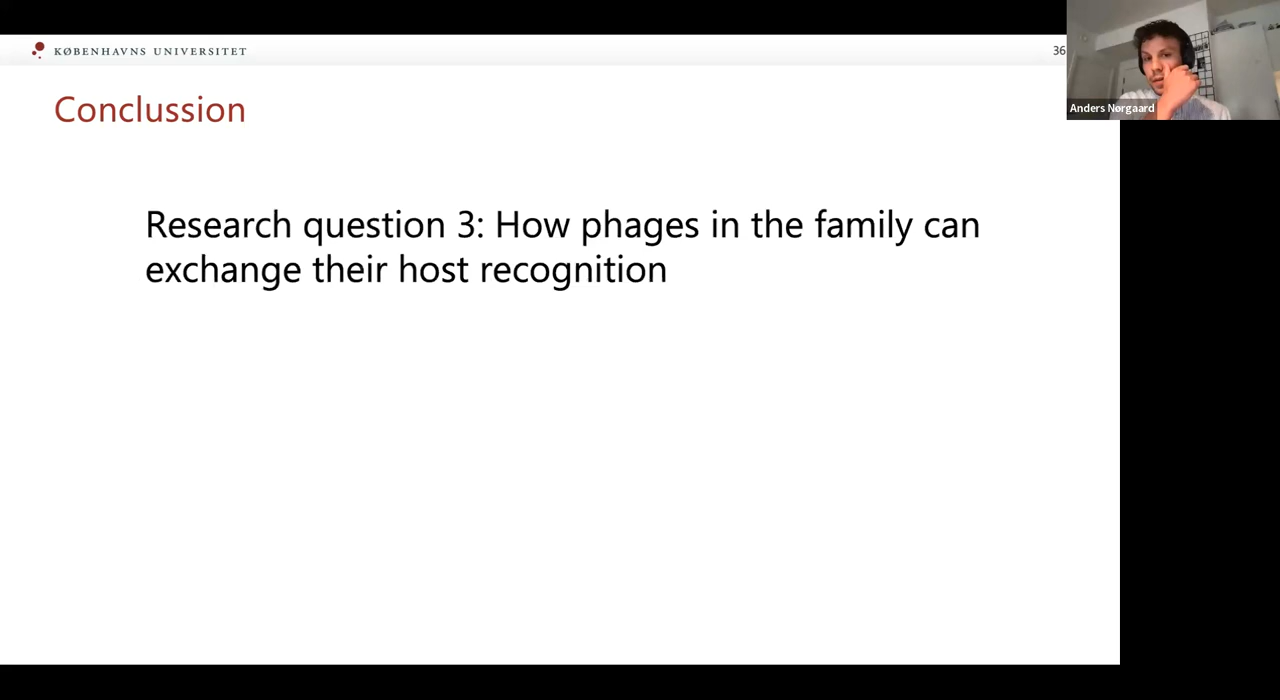 KØBENHAVNS UNIVERSITET
36
Anders Nørgaard
Conclussion
Research question 3: How phages in the family can
exchange their host recognition